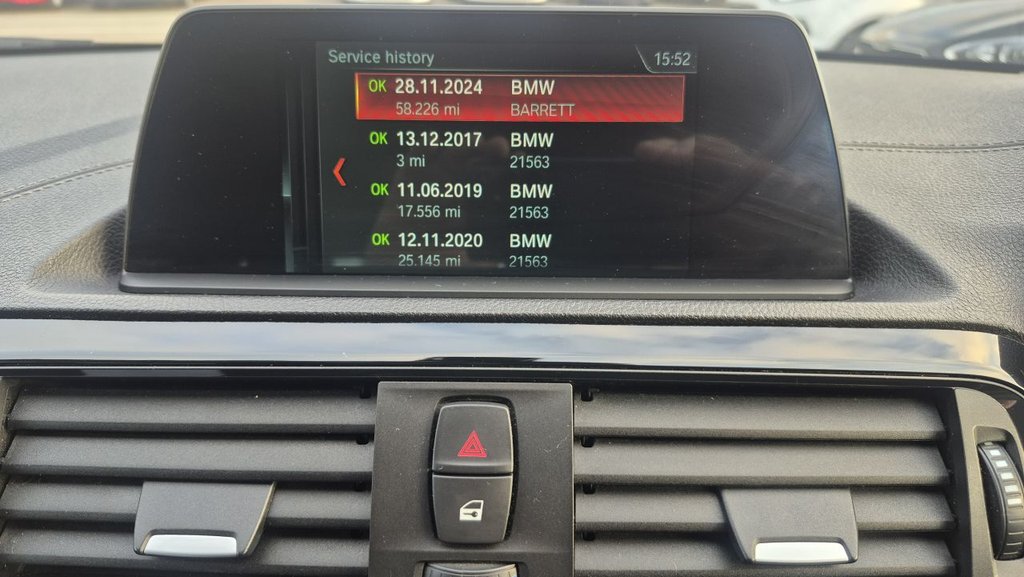 Service history 15:52
OK 28.11.2024 BMW
58.226 mi BARRETT
OK 13.12.2017 BMW
3 mi 21563
OK 11.06.2019 BMW
17.556 mi 21563
OK 12.11.2020 BMW
25.145 mi 21563